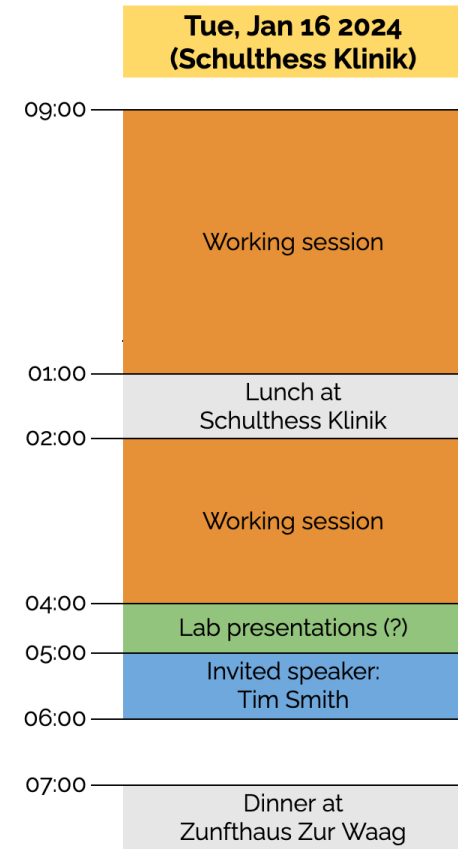 Tue, Jan 16 2024
(Schulthess Klinik)
09:00
Working session
01:00
Lunch at
Schulthess Klinik
02:00
Working session
04:00
Lab presentations (?)
05:00
Invited speaker:
Tim Smith
06:00
07:00
Dinner at
Zunfthaus Zur Waag